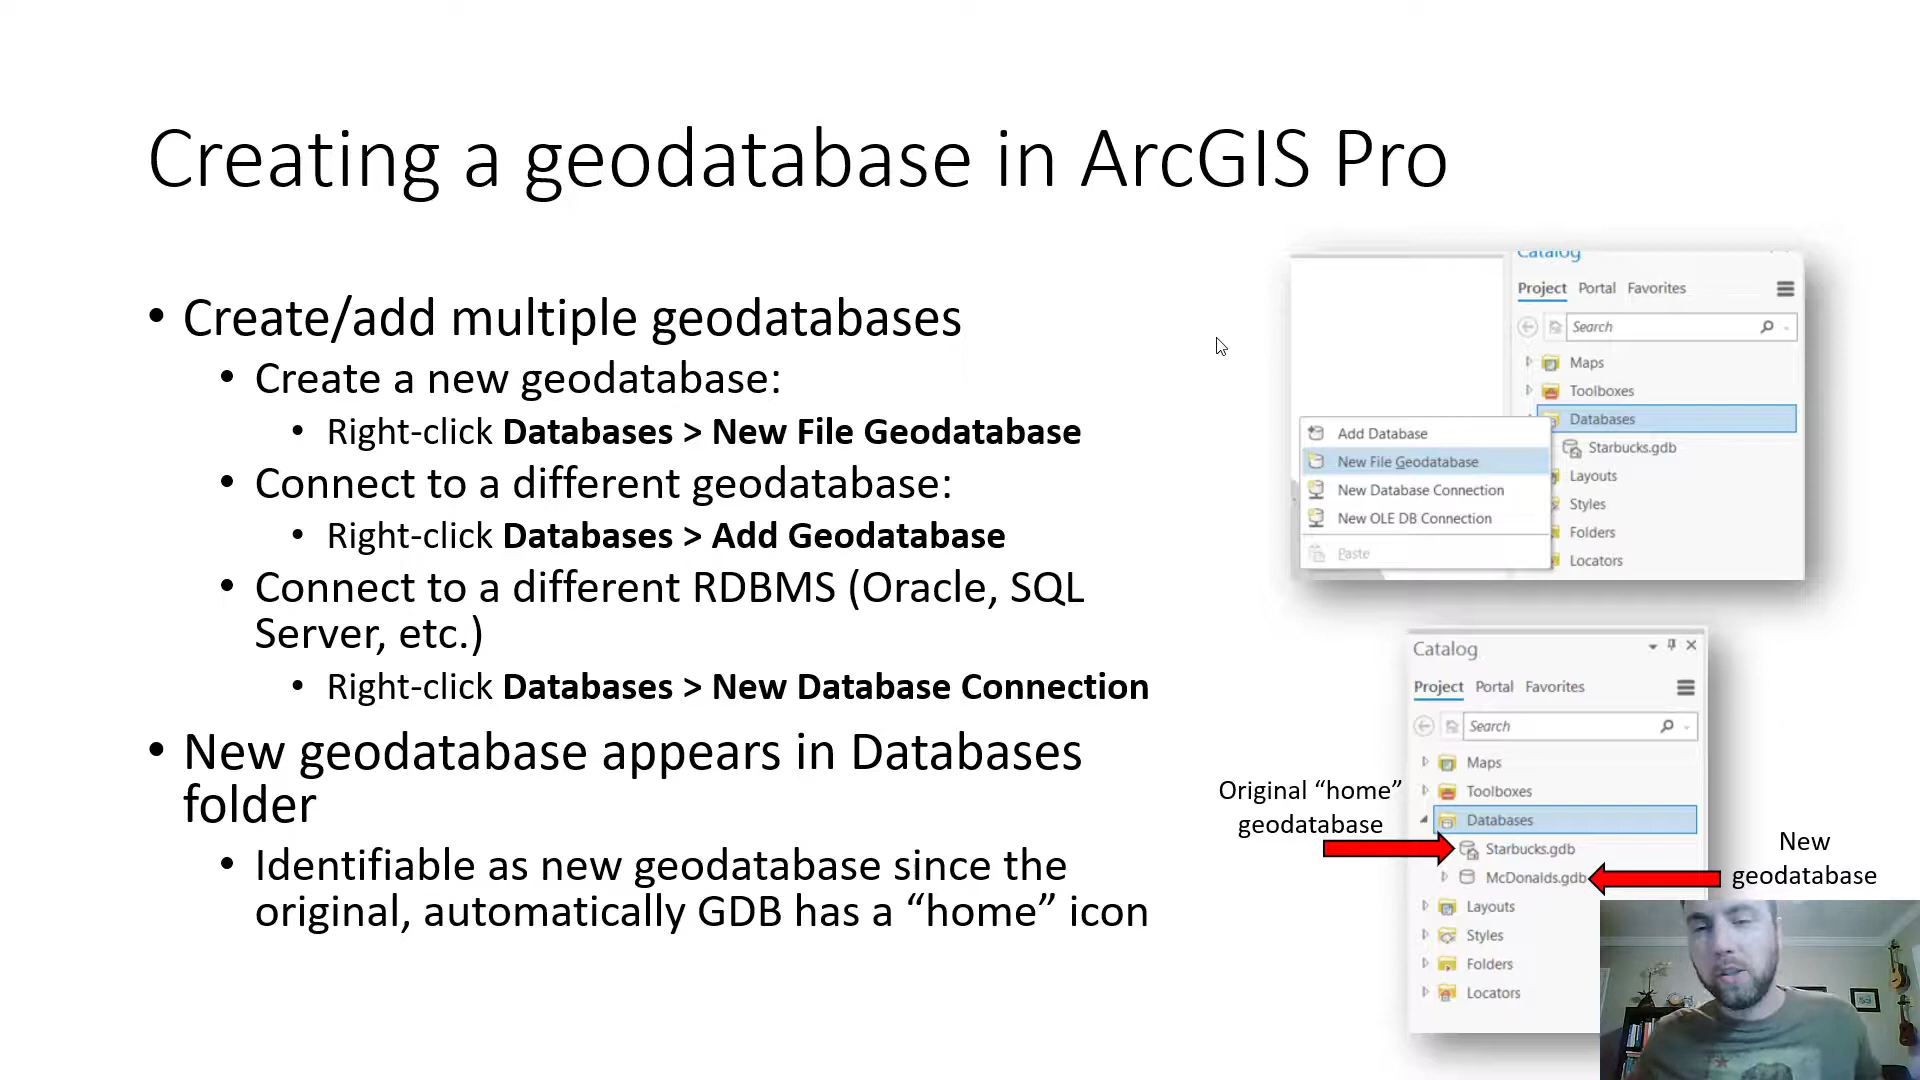 Creating a geodatabase in ArcGIS Pro
• Create/add multiple geodatabases
• Create a new geodatabase:
• Right-click Databases > New File Geodatabase
• Connect to a different geodatabase:
• Right-click Databases > Add Geodatabase
• Connect to a different RDBMS (Oracle, SQL
Server, etc.)
• Right-click Databases > New Database Connection
• New geodatabase appears in Databases
folder
• Identifiable as new geodatabase since the
original, automatically GDB has a “home” icon
Catalog
Project Portal Favorites
Search
Maps
Toolboxes
Databases
Starbucks.gdb
Layouts
Styles
Folders
Locators
Add Database
New File Geodatabase
New Database Connection
New OLE DB Connection
Paste
Catalog
Project Portal Favorites
Search
Maps
Toolboxes
Databases
Starbucks.gdb
McDonalds.gdb
Layouts
Styles
Folders
Locators
Original “home”
geodatabase
New
geodatabase